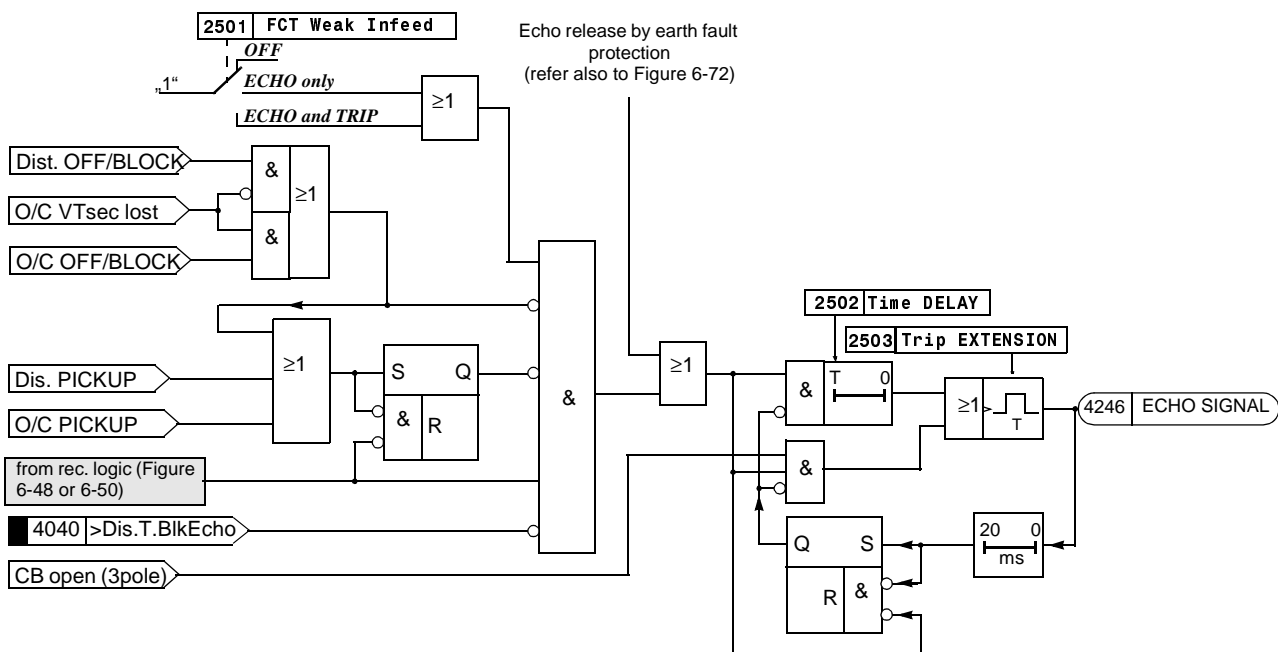 2501 FCT Weak Infeed
OFF
„1“
ECHO only
ECHO and TRIP
≥1
Echo release by earth fault
protection
(refer also to Figure 6-72)
Dist. OFF/BLOCK
O/C VTsec lost
O/C OFF/BLOCK
&
≥1
&
Dis. PICKUP
O/C PICKUP
≥1
S Q
& R
from rec. logic (Figure
6-48 or 6-50)
4040 >Dis.T.BlkEcho
CB open (3pole)
&
≥1
2502 Time DELAY
2503 Trip EXTENSION
& T 0
≥1 T
4246 ECHO SIGNAL
&
Q S
R &
20 0
ms